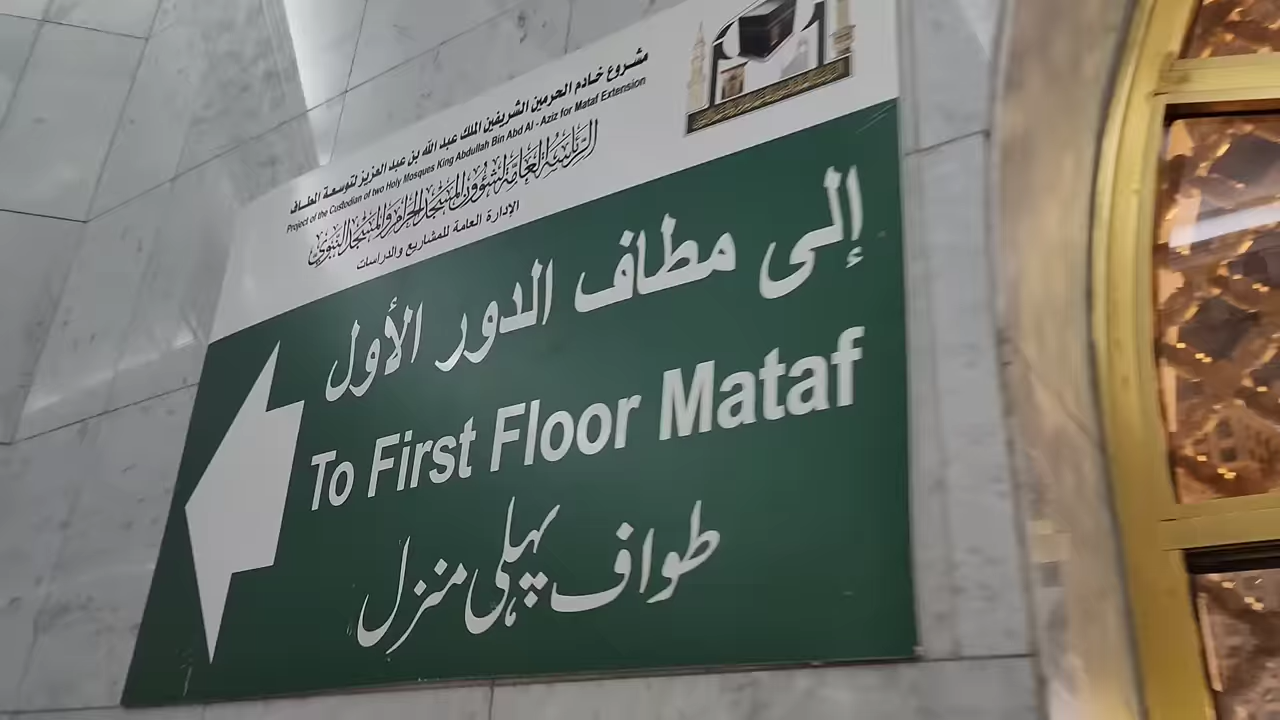 مشروع خادم الحرمين الشريفين الملك عبد الله بن عبد العزيز لتوسعة المطاف
Project of the Custodian of two Holy Mosques King Abdullah Bin Abd Al - Aziz for Mataf Extension
الرئاسة العامة لشؤون المسجد الحرام والمسجد النبوي
الإدارة العامة للمشاريع والدراسات
إلى مطاف الدور الأول
To First Floor Mataf
طواف پہلی منزل